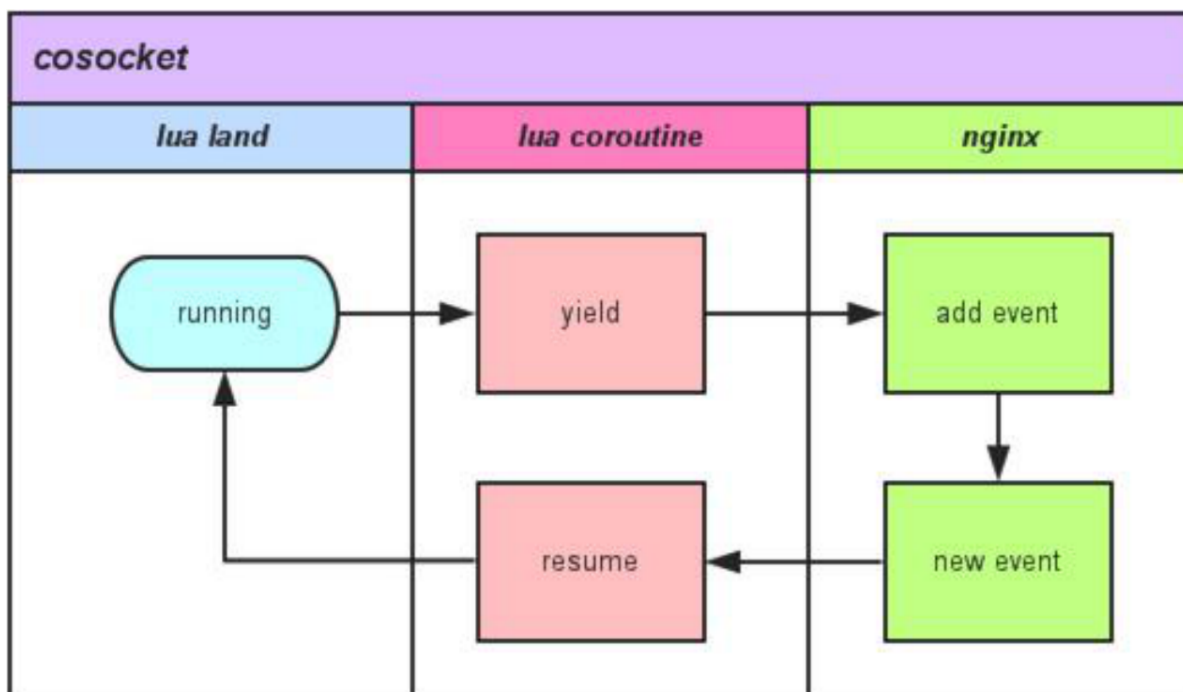 cosocket
lua land
lua coroutine
nginx
running
yield
add event
resume
new event